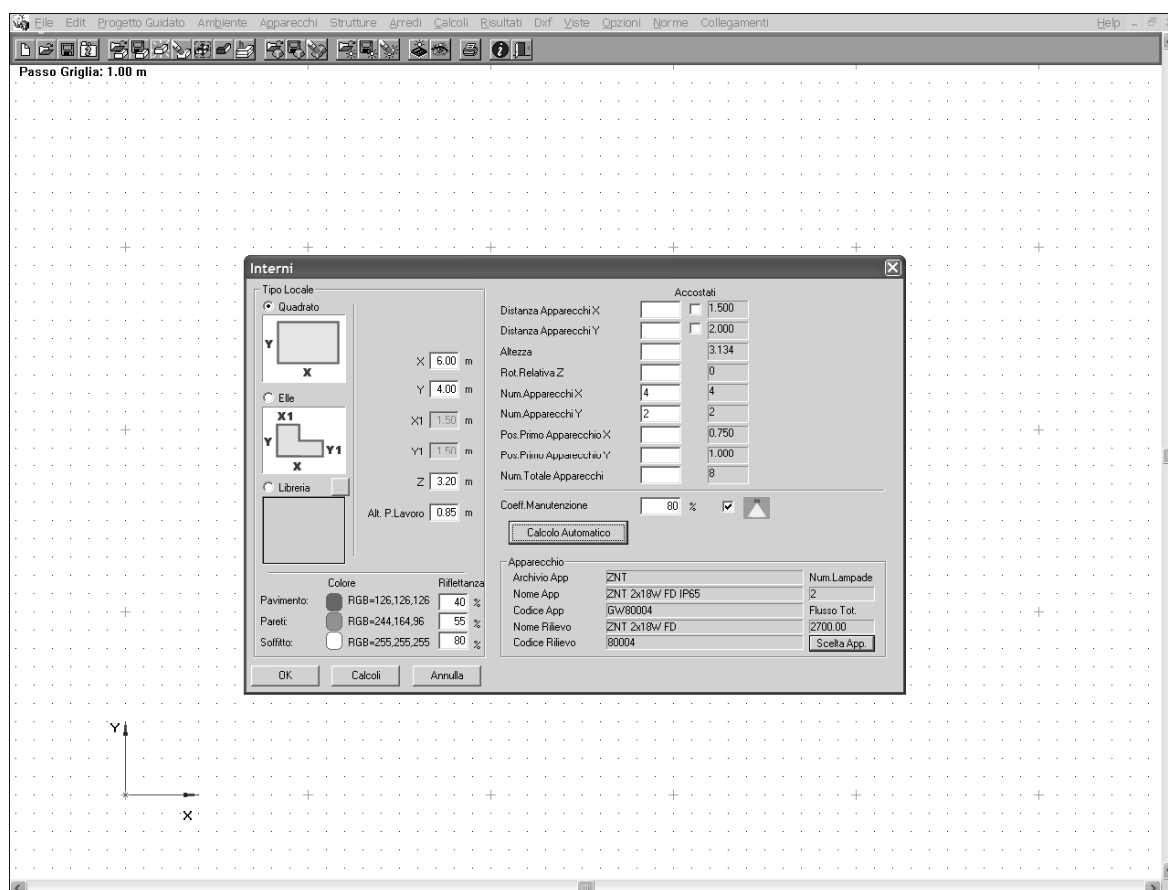 File Edit Progetto Guidato Ambiente Apparecchi Strutture Arredi Calcoli Risultati Dxf Viste Opzioni Norme Collegamenti Help
Passo Griglia: 1.00 m
Interni
Tipo Locale
Quadrato
Y
X
Elle
X1
Y
Y1
X
Libreria ...
X 6.00 m
Y 4.00 m
X1 1.50 m
Y1 1.50 m
Z 3.20 m
Alt. P.Lavoro 0.85 m
Colore Riflettanza
Pavimento: RGB=126,126,126 40 %
Pareti: RGB=244,164,96 55 %
Soffitto: RGB=255,255,255 80 %
Accostati
Distanza Apparecchi X 1.500
Distanza Apparecchi Y 2.000
Altezza 3.134
Rot.Relativa Z 0
Num.Apparecchi X 4 4
Num.Apparecchi Y 2 2
Pos.Primo Apparecchio X 0.750
Pos.Primo Apparecchio Y 1.000
Num.Totale Apparecchi 8
Coeff.Manutenzione 80 %
Calcolo Automatico
Apparecchio
Archivio App ZNT Num.Lampade
Nome App ZNT 2x18W FD IP65 2
Codice App GW80004 Flusso Tot.
Nome Rilievo ZNT 2x18W FD 2700.00
Codice Rilievo 80004 Scelta App.
OK Calcoli Annulla
Y
X